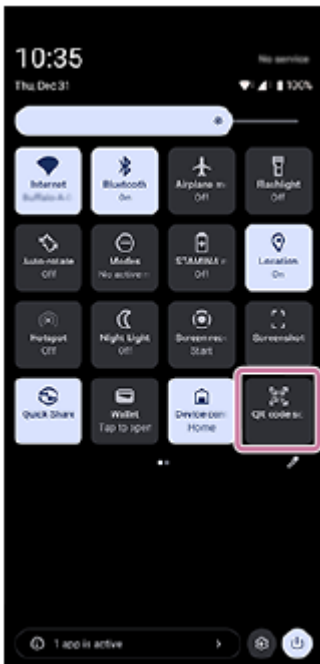 10:35
No service
Thu, Dec 31
100%
Internet
Bluetooth
On
Airplane m
Off
Flashlight
Off
Auto-rotate
Off
Modes
No active
STAMINA
Off
Location
On
Hotspot
Off
Night Light
Off
Screen rec
Start
Screenshot
Quick Share
Wallet
Tap to open
Device con
Home
QR code sc
1 app is active